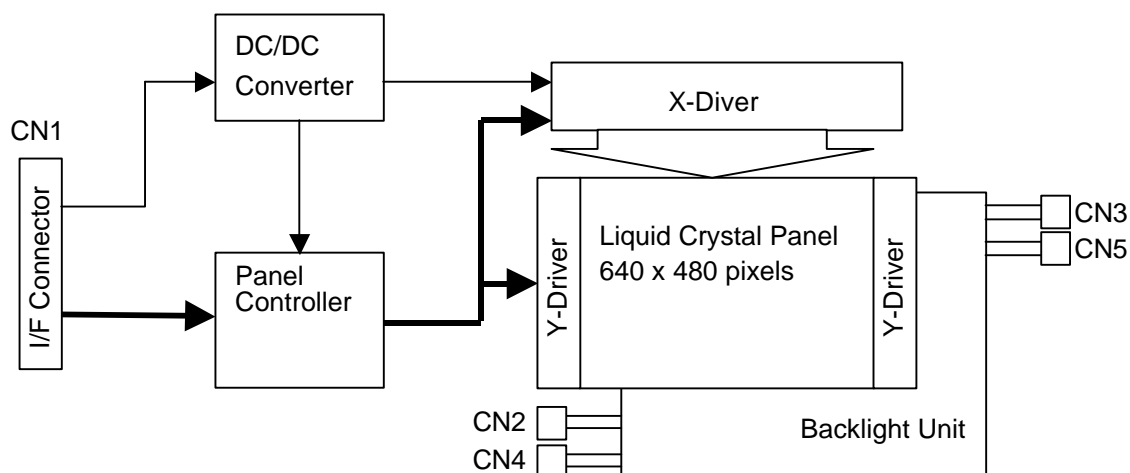 DC/DC
Converter
X-Diver
CN1
I/F Connector
Panel
Controller
Y-Driver
Liquid Crystal Panel
640 x 480 pixels
Y-Driver
CN3
CN5
CN2
CN4
Backlight Unit